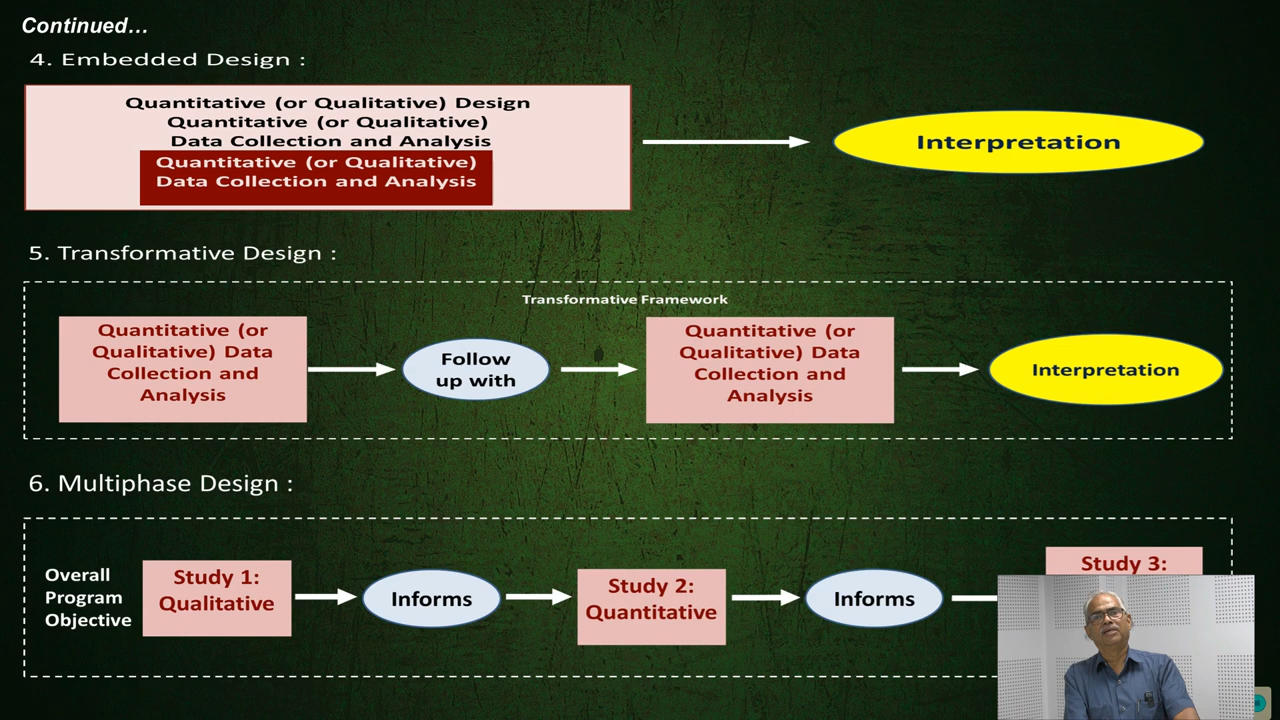 Continued…
4. Embedded Design :
Quantitative (or Qualitative) Design
Quantitative (or Qualitative)
Data Collection and Analysis
Quantitative (or Qualitative)
Data Collection and Analysis
Interpretation
5. Transformative Design :
Transformative Framework
Quantitative (or
Qualitative) Data
Collection and
Analysis
Follow
up with
Quantitative (or
Qualitative) Data
Collection and
Analysis
Interpretation
6. Multiphase Design :
Overall
Program
Objective
Study 1:
Qualitative
Informs
Study 2:
Quantitative
Informs
Study 3: